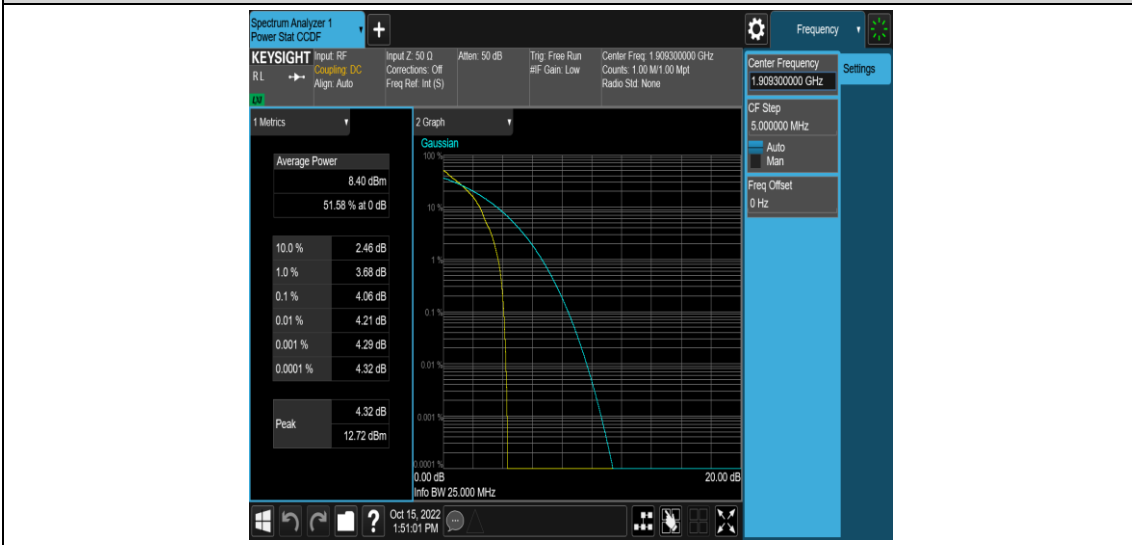 Spectrum Analyzer 1
Power Stat CCDF
+
Frequency
KEYSIGHT
R L
LXI
Input: RF
Coupling: DC
Align: Auto
Input Z: 50 Ω
Corrections: Off
Freq Ref: Int (S)
Atten: 50 dB
Trig: Free Run
#IF Gain: Low
Center Freq: 1.909300000 GHz
Counts: 1.00 M/1.00 Mpt
Radio Std: None
Center Frequency
1.909300000 GHz
Settings
CF Step
5.000000 MHz
Auto
Man
Freq Offset
0 Hz
1 Metrics
Average Power
8.40 dBm
51.58 % at 0 dB
10.0 % 2.46 dB
1.0 % 3.68 dB
0.1 % 4.06 dB
0.01 % 4.21 dB
0.001 % 4.29 dB
0.0001 % 4.32 dB
Peak
4.32 dB
12.72 dBm
2 Graph
Gaussian
100 %
10 %
1 %
0.1 %
0.01 %
0.001 %
0.0001 %
0.00 dB
20.00 dB
Info BW 25.000 MHz
?
Oct 15, 2022
1:51:01 PM